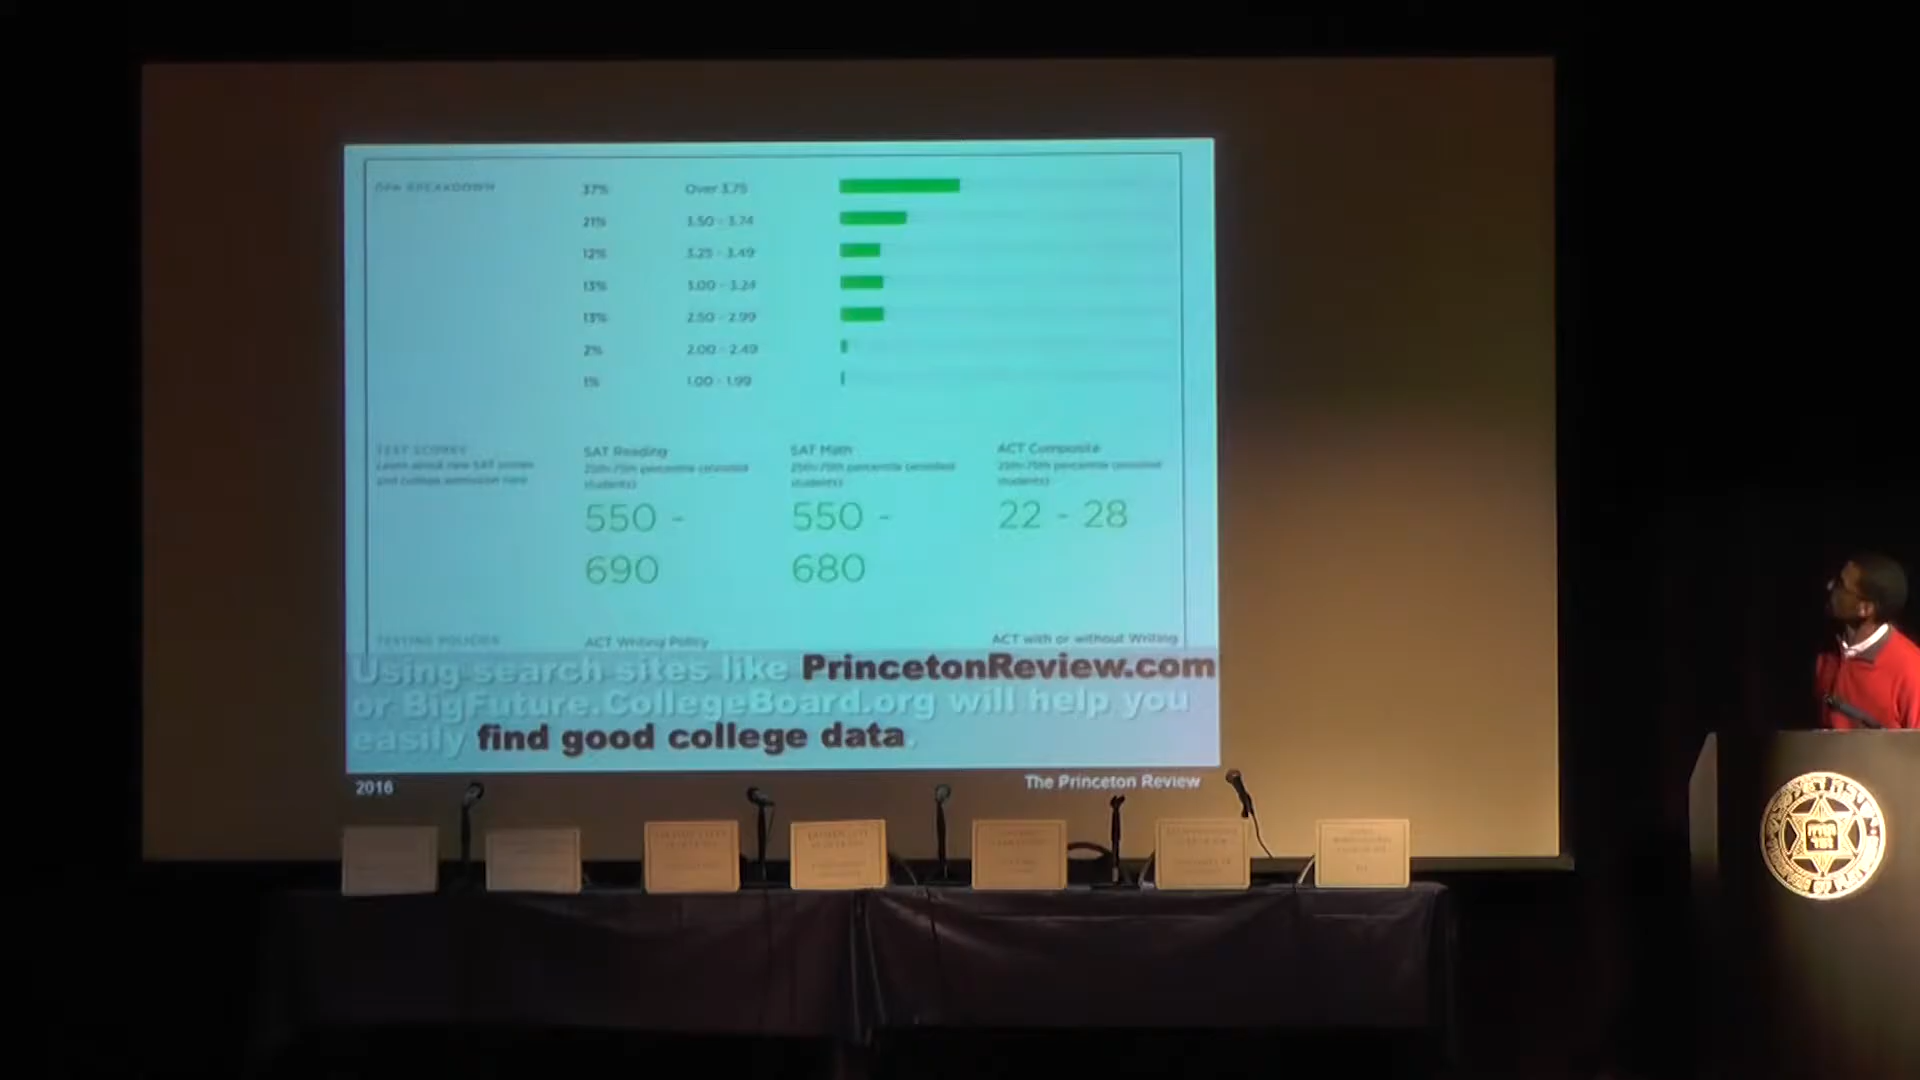 GPA BREAKDOWN
37% Over 3.75
21% 3.50 - 3.74
12% 3.25 - 3.49
13% 3.00 - 3.24
13% 2.50 - 2.99
2% 2.00 - 2.49
1% 1.00 - 1.99
TEST SCORES
Learn about new SAT scores
and college admission here
SAT Reading
25th-75th percentile (enrolled
students)
550 -
690
SAT Math
25th-75th percentile (enrolled
students)
550 -
680
ACT Composite
25th-75th percentile (enrolled
students)
22 - 28
TESTING POLICIES
ACT Writing Policy
ACT with or without Writing
Using search sites like PrincetonReview.com
or BigFuture.CollegeBoard.org will help you
easily find good college data.
2016
The Princeton Review